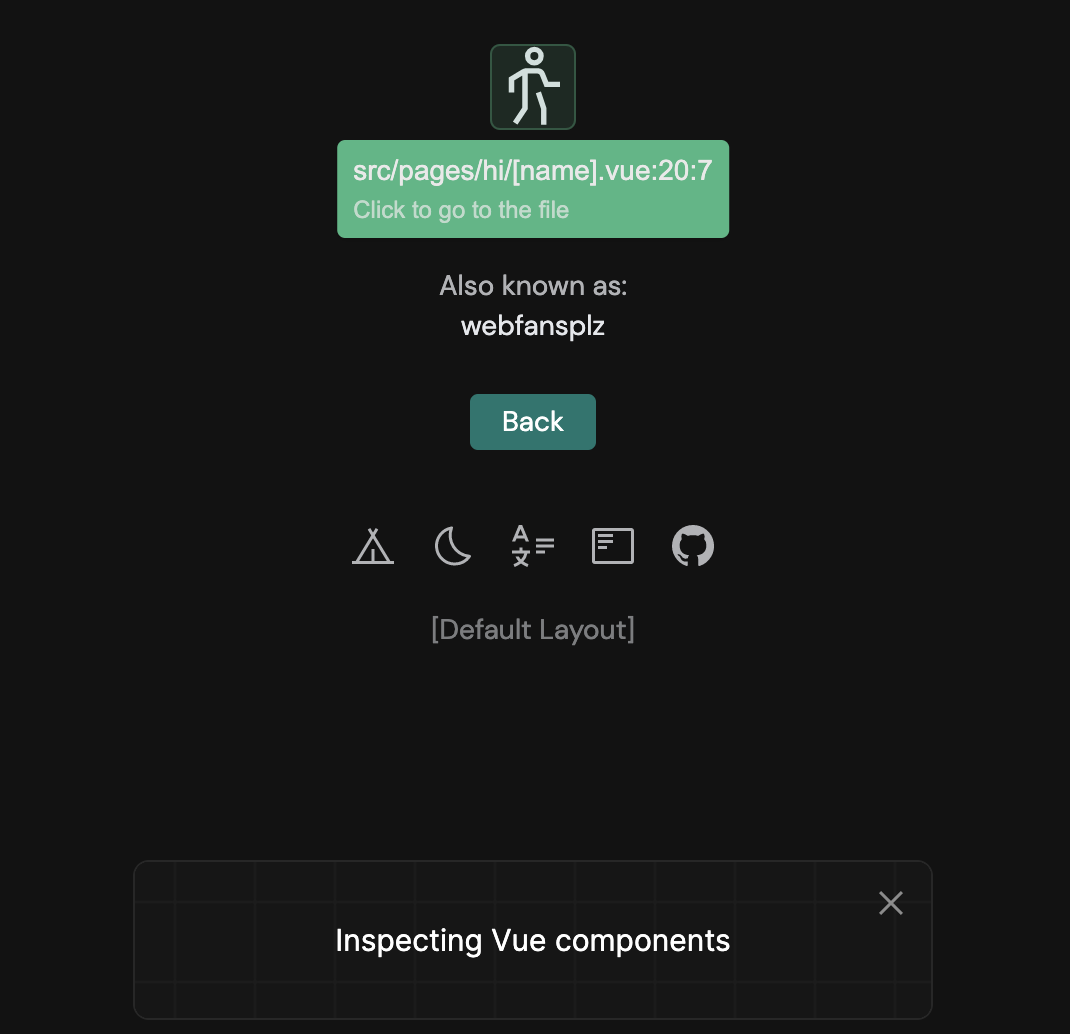 src/pages/hi/[name].vue:20:7
Click to go to the file
Also known as:
webfansplz
Back
A
文
[Default Layout]
Inspecting Vue components